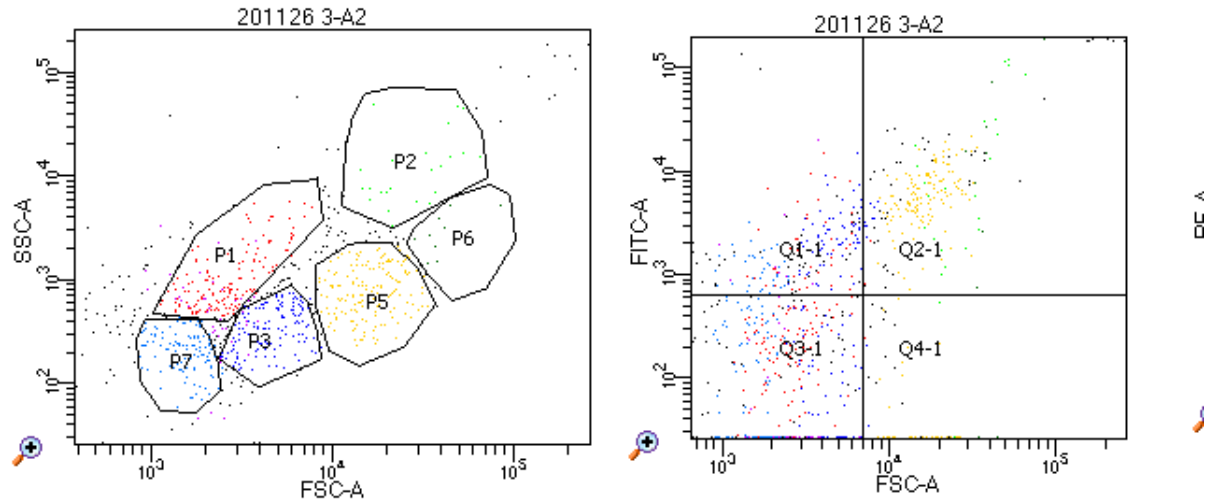 201126 3-A2
SSC-A
10^5
10^4
10^3
10^2
P2
P1
P6
P5
P3
P7
10^3 10^4 10^5
FSC-A
201126 3-A2
FITC-A
10^5
10^4
10^3
10^2
Q1-1 Q2-1
Q3-1 Q4-1
10^3 10^4 10^5
FSC-A